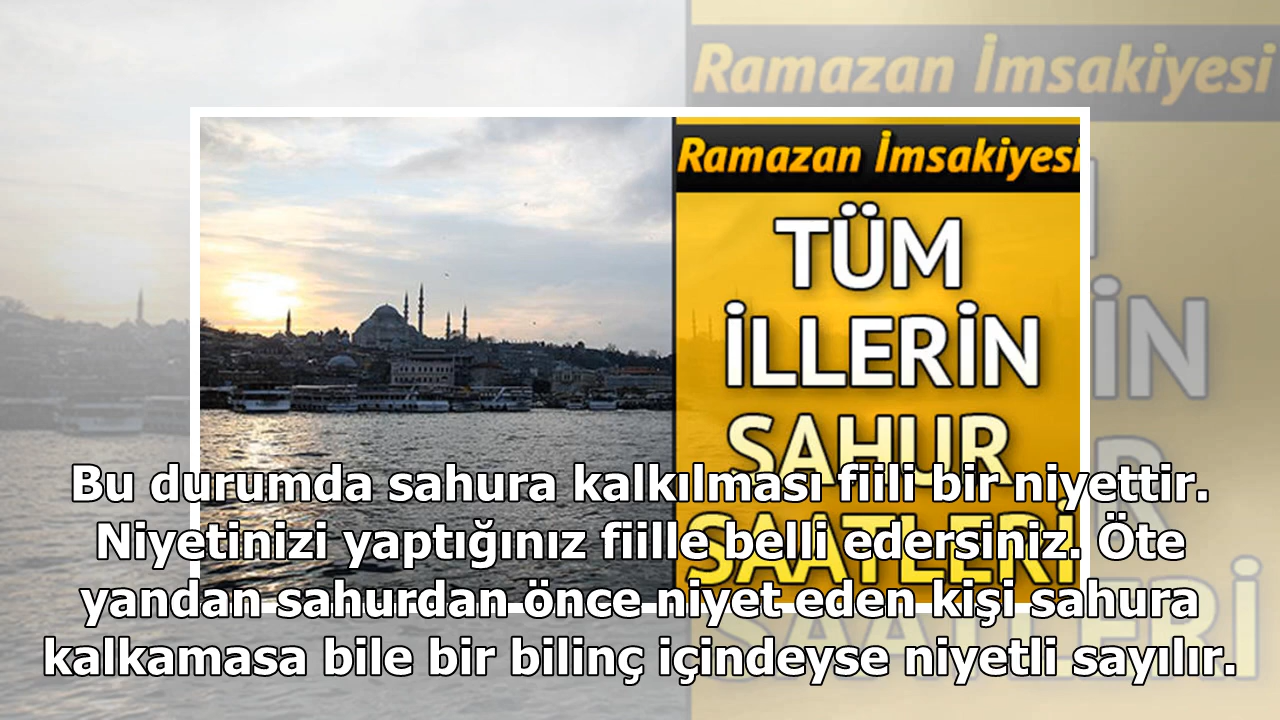 Ramazan İmsakiyesi
Ramazan İmsakiyesi
TÜM
İLLERİN
SAHUR
SAATLERİ
Bu durumda sahura kalkılması fiili bir niyettir.
Niyetinizi yaptığınız fiille belli edersiniz. Öte
yandan sahurdan önce niyet eden kişi sahura
kalkamasa bile bir bilinç içindeyse niyetli sayılır.